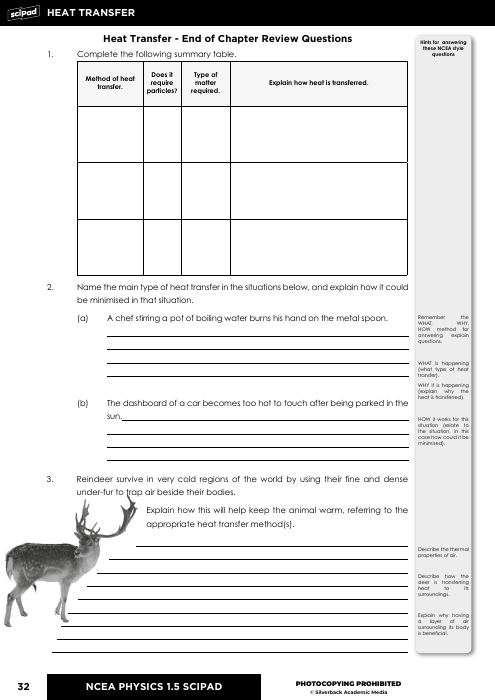 scipad HEAT TRANSFER
Heat Transfer - End of Chapter Review Questions
1. Complete the following summary table.
Method of heat transfer.
Does it require particles?
Type of matter required.
Explain how heat is transferred.
2. Name the main type of heat transfer in the situations below, and explain how it could
be minimised in that situation.
(a) A chef stirring a pot of boiling water burns his hand on the metal spoon.
(b) The dashboard of a car becomes too hot to touch after being parked in the
sun.
3. Reindeer survive in very cold regions of the world by using their fine and dense
under-fur to trap air beside their bodies.
Explain how this will help keep the animal warm, referring to the
appropriate heat transfer method(s).
Hints for answering
these NCEA style
questions
Remember the
WHAT, WHY,
HOW method for
answering explain
questions.
WHAT is happening
(what type of heat
transfer).
WHY it is happening
(explain why the
heat is transferred).
HOW it works for this
situation (relate to
the situation, in this
case how could it be
minimised).
Describe the thermal
properties of air.
Describe how the
deer is transferring
heat to its
surroundings.
Explain why having
a layer of air
surrounding its body
is beneficial.
32 NCEA PHYSICS 1.5 SCIPAD
PHOTOCOPYING PROHIBITED
© Silverback Academic Media